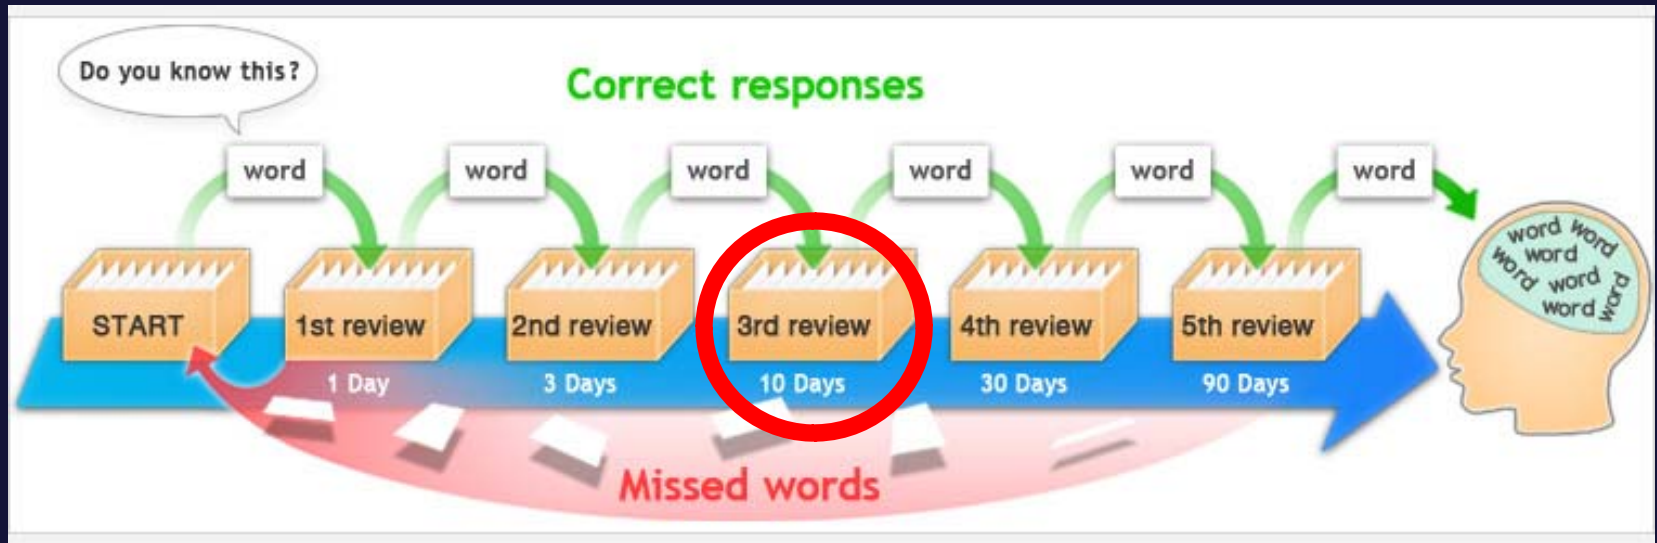 Do you know this?
Correct responses
word word word word word word
START 1st review 2nd review 3rd review 4th review 5th review
1 Day 3 Days 10 Days 30 Days 90 Days
Missed words
word word
word
word word word
word